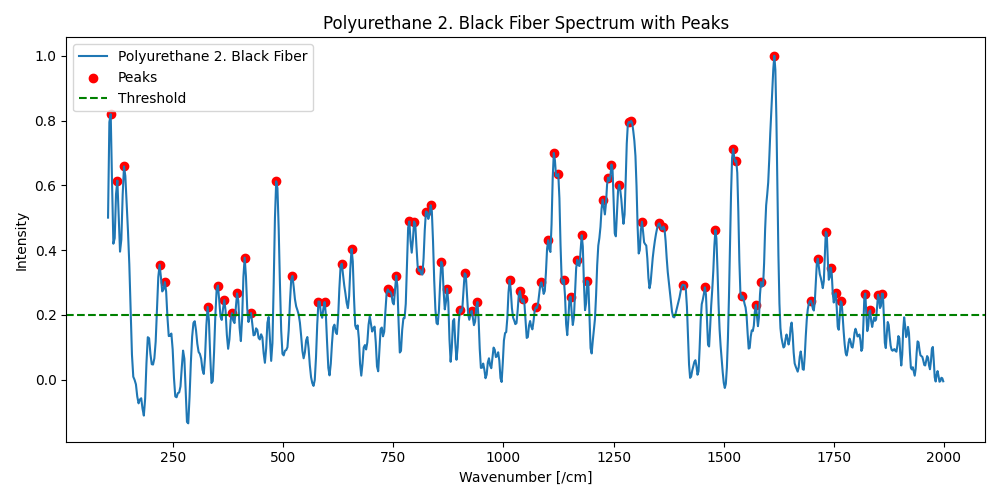 Polyurethane 2. Black Fiber Spectrum with Peaks
Polyurethane 2. Black Fiber
Peaks
Threshold
1.0
0.8
0.6
0.4
0.2
0.0
Intensity
250 500 750 1000 1250 1500 1750 2000
Wavenumber [/cm]